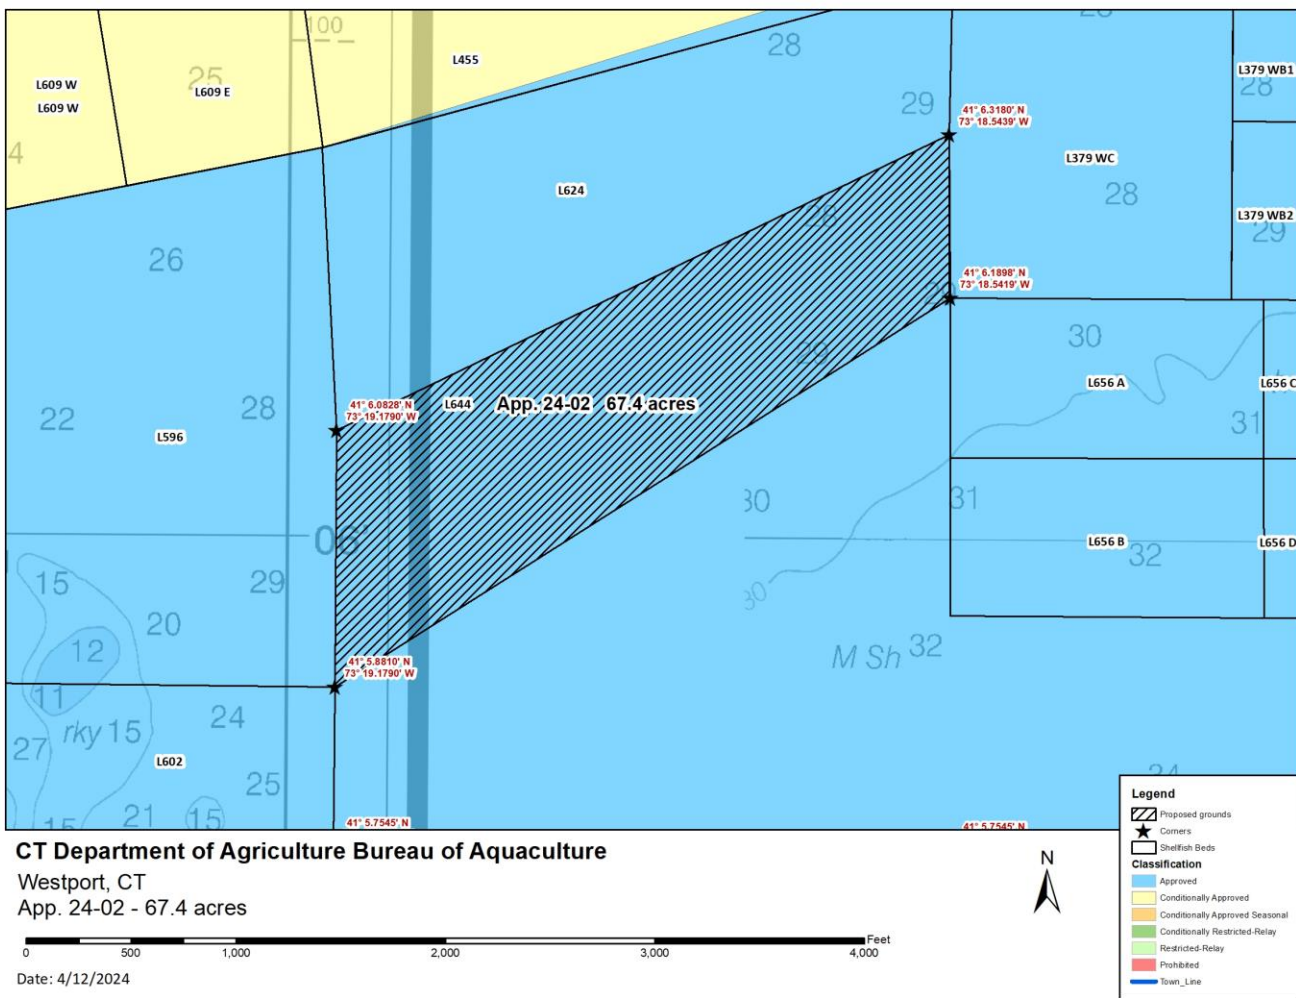 28
100
L455
28
L379 WB1
28
25
L609 W
L609 E
L609 W
29
41° 6.3180' N
73° 18.5439' W
4
L379 WC
L624
28
28
L379 WB2
29
26
41° 6.1898' N
73° 18.5419' W
29
30
29
L656 A
L656 C
41° 6.0828' N
73° 19.1790' W
L644
App. 24-02 67.4 acres
22
28
L596
31
30
31
06'
L656 B
32
L656 D
15
29
30
20
12
M Sh 32
41° 5.8810' N
73° 19.1790' W
11
24
rky 15
27
L602
25
21
15
15
41° 5.7545' N
41° 5.7545' N
Legend
Proposed grounds
Corners
Shellfish Beds
Classification
Approved
Conditionally Approved
Conditionally Approved Seasonal
Conditionally Restricted-Relay
Restricted-Relay
Prohibited
Town_Line
CT Department of Agriculture Bureau of Aquaculture
Westport, CT
App. 24-02 - 67.4 acres
N
Feet
0 500 1,000 2,000 3,000 4,000
Date: 4/12/2024